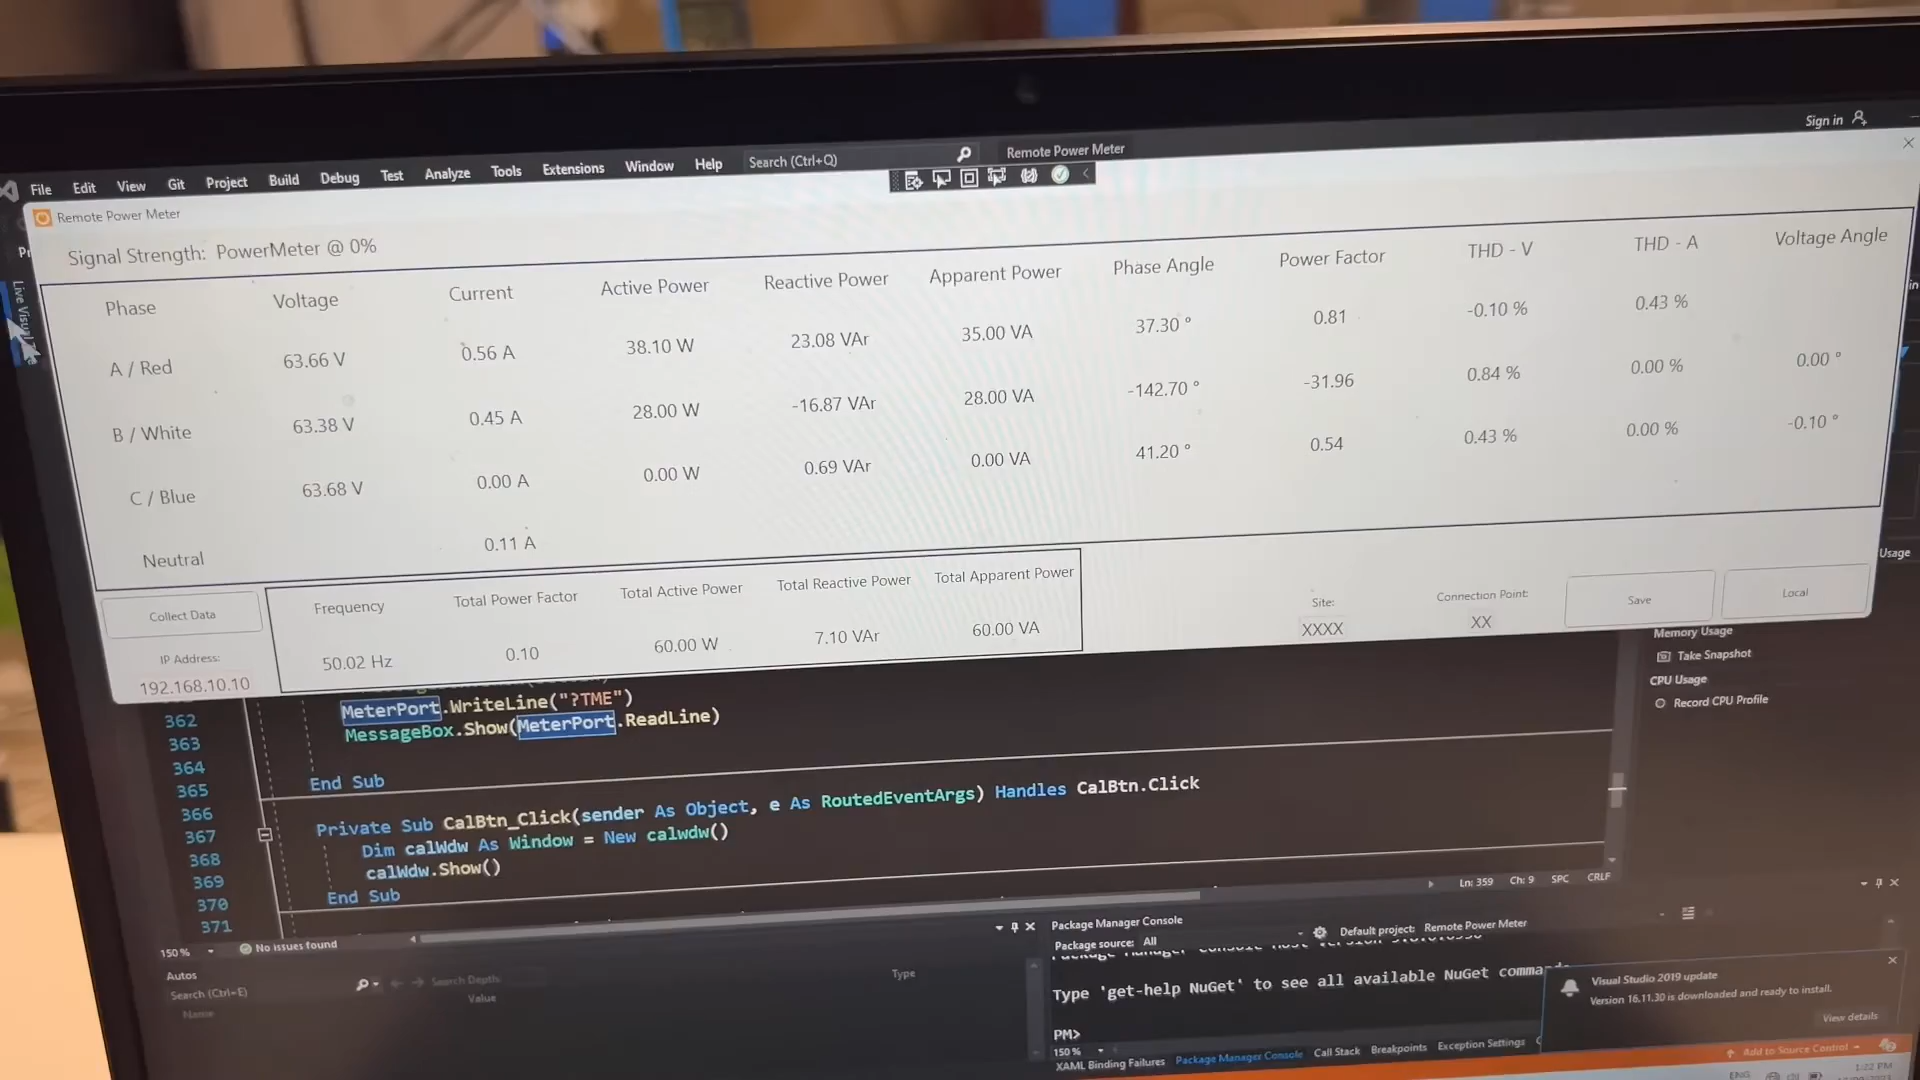 Sign in
File Edit View Git Project Build Debug Test Analyze Tools Extensions Window Help Search (Ctrl+Q) Remote Power Meter
Remote Power Meter
Signal Strength: PowerMeter @ 0%
Phase Voltage Current Active Power Reactive Power Apparent Power Phase Angle Power Factor THD - V THD - A Voltage Angle
A / Red 63.66 V 0.56 A 38.10 W 23.08 VAr 35.00 VA 37.30 ° 0.81 -0.10 % 0.43 %
B / White 63.38 V 0.45 A 28.00 W -16.87 VAr 28.00 VA -142.70 ° -31.96 0.84 % 0.00 % 0.00 °
C / Blue 63.68 V 0.00 A 0.00 W 0.69 VAr 0.00 VA 41.20 ° 0.54 0.43 % 0.00 % -0.10 °
Neutral 0.11 A
Collect Data
IP Address:
192.168.10.10
Frequency Total Power Factor Total Active Power Total Reactive Power Total Apparent Power
50.02 Hz 0.10 60.00 W 7.10 VAr 60.00 VA
Site: Connection Point:
XXXX XX
Save Local
Usage
Memory Usage
Take Snapshot
CPU Usage
Record CPU Profile
362 MeterPort.WriteLine("?TME")
363 MessageBox.Show(MeterPort.ReadLine)
364
365 End Sub
366
367 Private Sub CalBtn_Click(sender As Object, e As RoutedEventArgs) Handles CalBtn.Click
368 Dim calWdw As Window = New calwdw()
369 calWdw.Show()
370 End Sub
371
150 % No issues found Ln: 359 Ch: 9 SPC CRLF
Autos
Search (Ctrl+E) Search Depth:
Name Value Type
Package Manager Console
Package source: All Default project: Remote Power Meter
Type 'get-help NuGet' to see all available NuGet
PM>
150 %
XAML Binding Failures Package Manager Console Call Stack Breakpoints Exception Settings
Visual Studio 2019 update
Version 16.11.30 is downloaded and ready to install.
View details
Add to Source Control
ENG 1:22 PM